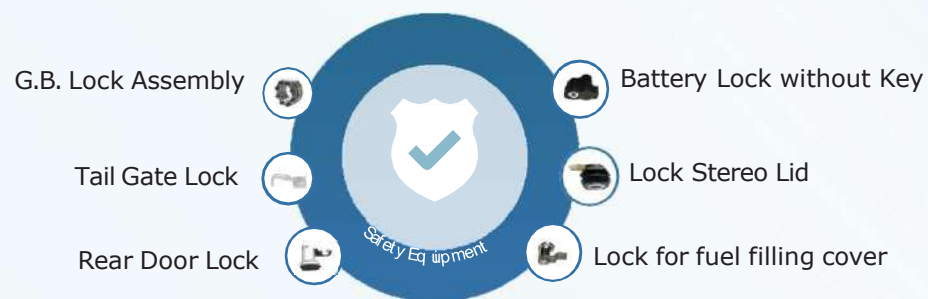 G.B. Lock Assembly
Battery Lock without Key
Tail Gate Lock
Lock Stereo Lid
Safety Equipment
Rear Door Lock
Lock for fuel filling cover